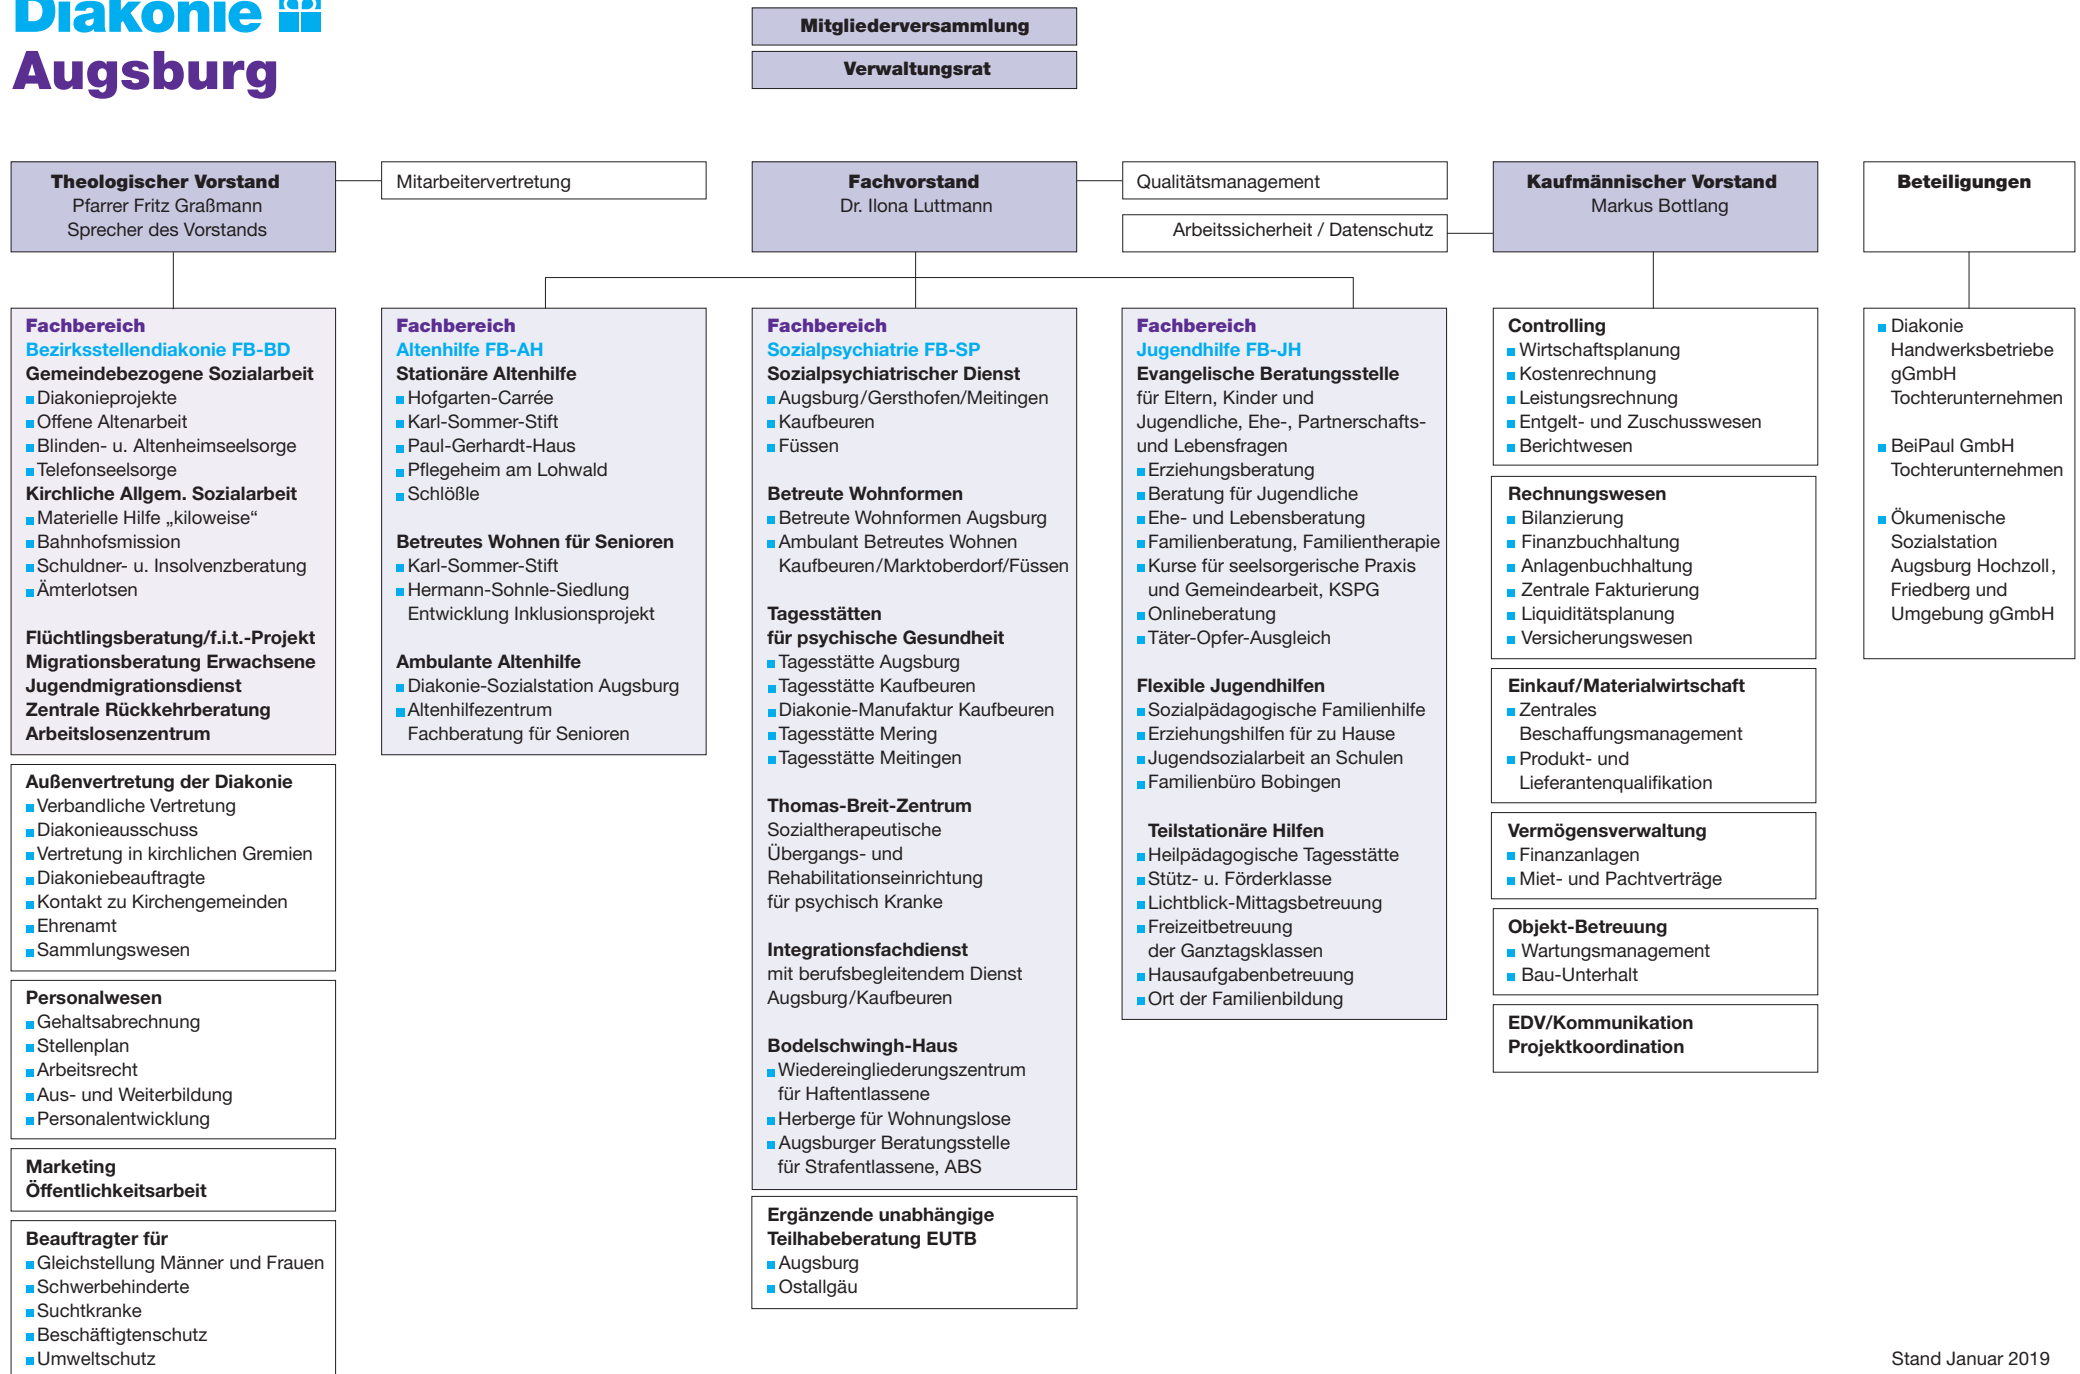 Diakonie
Augsburg
Mitgliederversammlung
Verwaltungsrat
Theologischer Vorstand
Pfarrer Fritz Graßmann
Sprecher des Vorstands
Mitarbeitervertretung
Fachvorstand
Dr. Ilona Luttmann
Qualitätsmanagement
Arbeitssicherheit / Datenschutz
Kaufmännischer Vorstand
Markus Bottlang
Beteiligungen
Fachbereich
Bezirksstellendiakonie FB-BD
Gemeindebezogene Sozialarbeit
Diakonieprojekte
Offene Altenarbeit
Blinden- u. Altenheimseelsorge
Telefonseelsorge
Kirchliche Allgem. Sozialarbeit
Materielle Hilfe „kiloweise“
Bahnhofsmission
Schuldner- u. Insolvenzberatung
Ämterlotsen
Flüchtlingsberatung/f.i.t.-Projekt
Migrationsberatung Erwachsene
Jugendmigrationsdienst
Zentrale Rückkehrberatung
Arbeitslosenzentrum
Außenvertretung der Diakonie
Verbandliche Vertretung
Diakonieausschuss
Vertretung in kirchlichen Gremien
Diakoniebeauftragte
Kontakt zu Kirchengemeinden
Ehrenamt
Sammlungswesen
Personalwesen
Gehaltsabrechnung
Stellenplan
Arbeitsrecht
Aus- und Weiterbildung
Personalentwicklung
Marketing
Öffentlichkeitsarbeit
Beauftragter für
Gleichstellung Männer und Frauen
Schwerbehinderte
Suchtkranke
Beschäftigtenschutz
Umweltschutz
Fachbereich
Altenhilfe FB-AH
Stationäre Altenhilfe
Hofgarten-Carrée
Karl-Sommer-Stift
Paul-Gerhardt-Haus
Pflegeheim am Lohwald
Schlößle
Betreutes Wohnen für Senioren
Karl-Sommer-Stift
Hermann-Sohnle-Siedlung
Entwicklung Inklusionsprojekt
Ambulante Altenhilfe
Diakonie-Sozialstation Augsburg
Altenhilfezentrum
Fachberatung für Senioren
Fachbereich
Sozialpsychiatrie FB-SP
Sozialpsychiatrischer Dienst
Augsburg/Gersthofen/Meitingen
Kaufbeuren
Füssen
Betreute Wohnformen
Betreute Wohnformen Augsburg
Ambulant Betreutes Wohnen
Kaufbeuren/Marktoberdorf/Füssen
Tagesstätten
für psychische Gesundheit
Tagesstätte Augsburg
Tagesstätte Kaufbeuren
Diakonie-Manufaktur Kaufbeuren
Tagesstätte Mering
Tagesstätte Meitingen
Thomas-Breit-Zentrum
Sozialtherapeutische
Übergangs- und
Rehabilitationseinrichtung
für psychisch Kranke
Integrationsfachdienst
mit berufsbegleitendem Dienst
Augsburg/Kaufbeuren
Bodelschwingh-Haus
Wiedereingliederungszentrum
für Haftentlassene
Herberge für Wohnungslose
Augsburger Beratungsstelle
für Strafentlassene, ABS
Ergänzende unabhängige
Teilhabeberatung EUTB
Augsburg
Ostallgäu
Fachbereich
Jugendhilfe FB-JH
Evangelische Beratungsstelle
für Eltern, Kinder und
Jugendliche, Ehe-, Partnerschafts-
und Lebensfragen
Erziehungsberatung
Beratung für Jugendliche
Ehe- und Lebensberatung
Familienberatung, Familientherapie
Kurse für seelsorgerische Praxis
und Gemeindearbeit, KSPG
Onlineberatung
Täter-Opfer-Ausgleich
Flexible Jugendhilfen
Sozialpädagogische Familienhilfe
Erziehungshilfen für zu Hause
Jugendsozialarbeit an Schulen
Familienbüro Bobingen
Teilstationäre Hilfen
Heilpädagogische Tagesstätte
Stütz- u. Förderklasse
Lichtblick-Mittagsbetreuung
Freizeitbetreuung
der Ganztagsklassen
Hausaufgabenbetreuung
Ort der Familienbildung
Controlling
Wirtschaftsplanung
Kostenrechnung
Leistungsrechnung
Entgelt- und Zuschusswesen
Berichtwesen
Rechnungswesen
Bilanzierung
Finanzbuchhaltung
Anlagenbuchhaltung
Zentrale Fakturierung
Liquiditätsplanung
Versicherungswesen
Einkauf/Materialwirtschaft
Zentrales
Beschaffungsmanagement
Produkt- und
Lieferantenqualifikation
Vermögensverwaltung
Finanzanlagen
Miet- und Pachtverträge
Objekt-Betreuung
Wartungsmanagement
Bau-Unterhalt
EDV/Kommunikation
Projektkoordination
Diakonie
Handwerksbetriebe
gGmbH
Tochterunternehmen
BeiPaul GmbH
Tochterunternehmen
Ökumenische
Sozialstation
Augsburg Hochzoll,
Friedberg und
Umgebung gGmbH
Stand Januar 2019